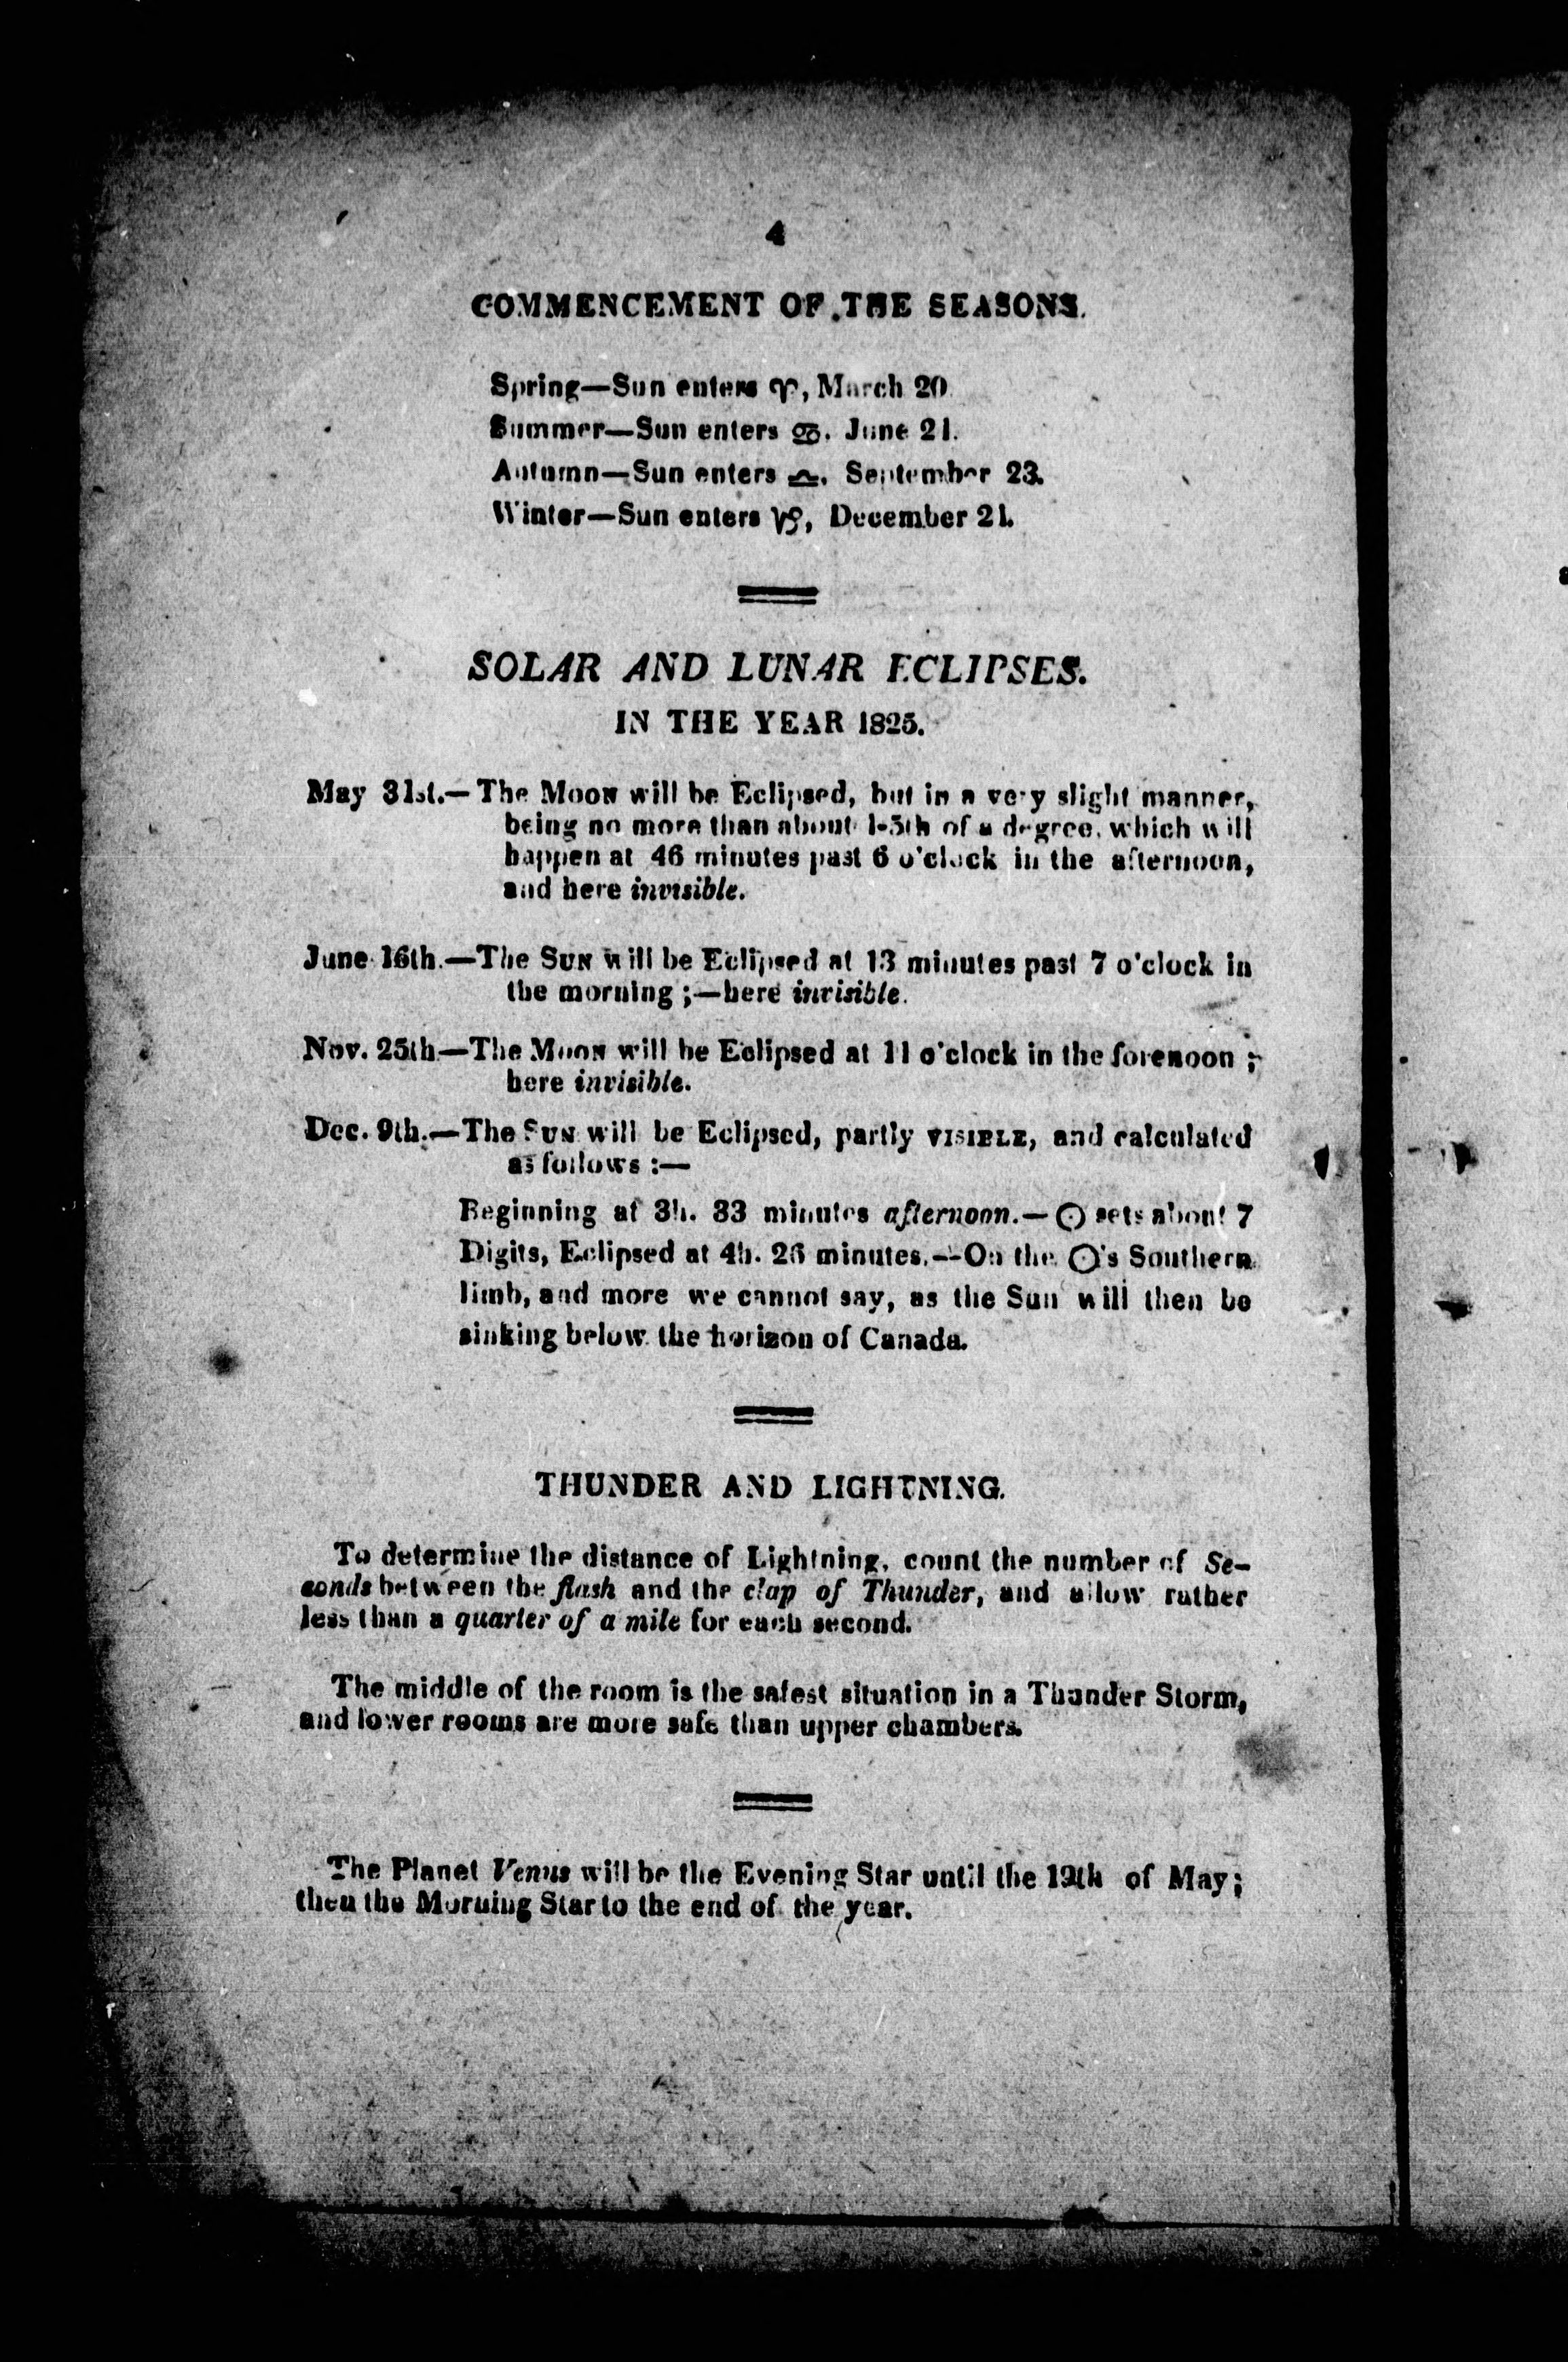 4
COMMENCEMENT OF THE SEASONS.
Spring—Sun enters ♈, March 20
Summer—Sun enters ♋. June 21.
Autumn—Sun enters ♎. September 23.
Winter—Sun enters ♑, December 21.
SOLAR AND LUNAR ECLIPSES.
IN THE YEAR 1825.
May 31st.—The Moon will be Eclipsed, but in a very slight manner,
being no more than about 1-5th of a degree, which will
happen at 46 minutes past 6 o'clock in the afternoon,
and here invisible.
June 16th.—The Sun will be Eclipsed at 13 minutes past 7 o'clock in
the morning ;—here invisible.
Nov. 25th—The Moon will be Eclipsed at 11 o'clock in the forenoon ;
here invisible.
Dec. 9th.—The Sun will be Eclipsed, partly VISIBLE, and calculated
as follows :—
Beginning at 3h. 33 minutes afternoon.—☉ sets about 7
Digits, Eclipsed at 4h. 26 minutes.—On the ☉'s Southern
limb, and more we cannot say, as the Sun will then be
sinking below the horizon of Canada.
THUNDER AND LIGHTNING.
To determine the distance of Lightning, count the number of Se-
conds between the flash and the clap of Thunder, and allow rather
less than a quarter of a mile for each second.
The middle of the room is the safest situation in a Thunder Storm,
and lower rooms are more safe than upper chambers.
The Planet Venus will be the Evening Star until the of May;
then the Morning Star to the end of the year.